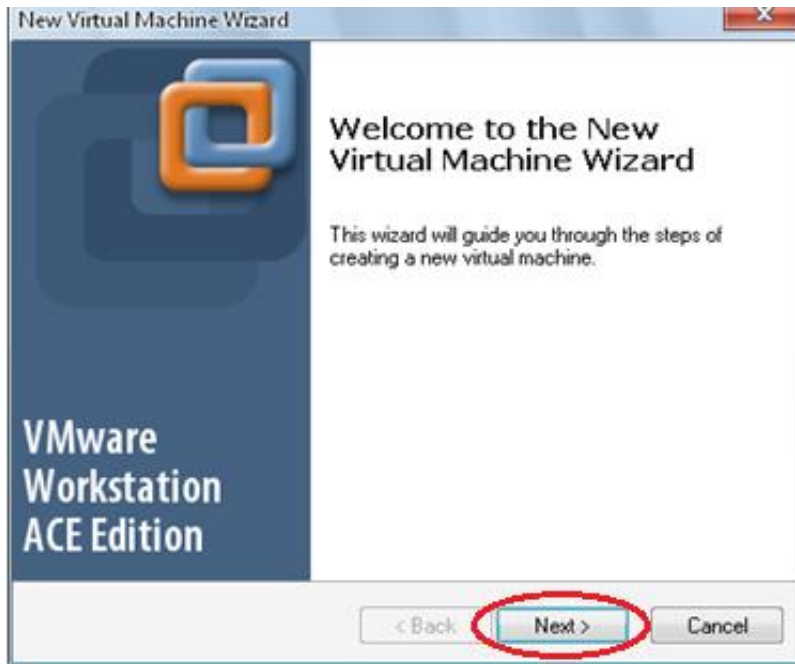 New Virtual Machine Wizard
Welcome to the New
Virtual Machine Wizard
This wizard will guide you through the steps of
creating a new virtual machine.
VMware
Workstation
ACE Edition
< Back Next > Cancel